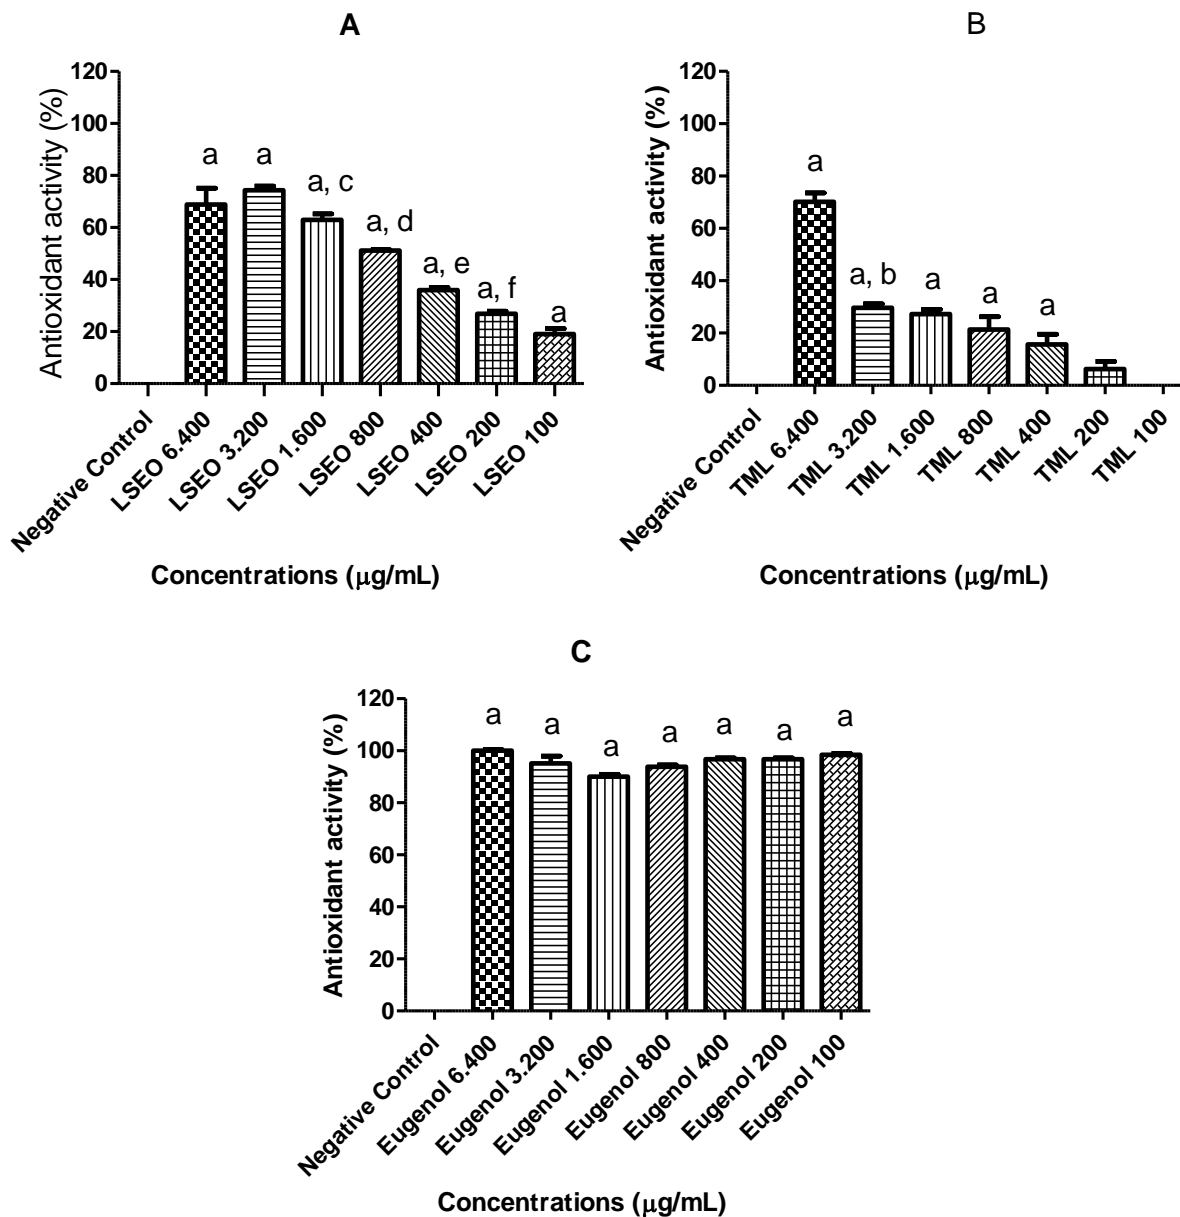 A
Antioxidant activity (%)
120
100
80
60
40
20
0
a
a
a, c
a, d
a, e
a, f
a
Negative Control
LSEO 6.400
LSEO 3.200
LSEO 1.600
LSEO 800
LSEO 400
LSEO 200
LSEO 100
Concentrations (μg/mL)
B
Antioxidant activity (%)
120
100
80
60
40
20
0
a
a, b
a
a
a
Negative Control
TML 6.400
TML 3.200
TML 1.600
TML 800
TML 400
TML 200
TML 100
Concentrations (μg/mL)
C
Antioxidant activity (%)
120
100
80
60
40
20
0
a
a
a
a
a
a
a
Negative Control
Eugenol 6.400
Eugenol 3.200
Eugenol 1.600
Eugenol 800
Eugenol 400
Eugenol 200
Eugenol 100
Concentrations (μg/mL)